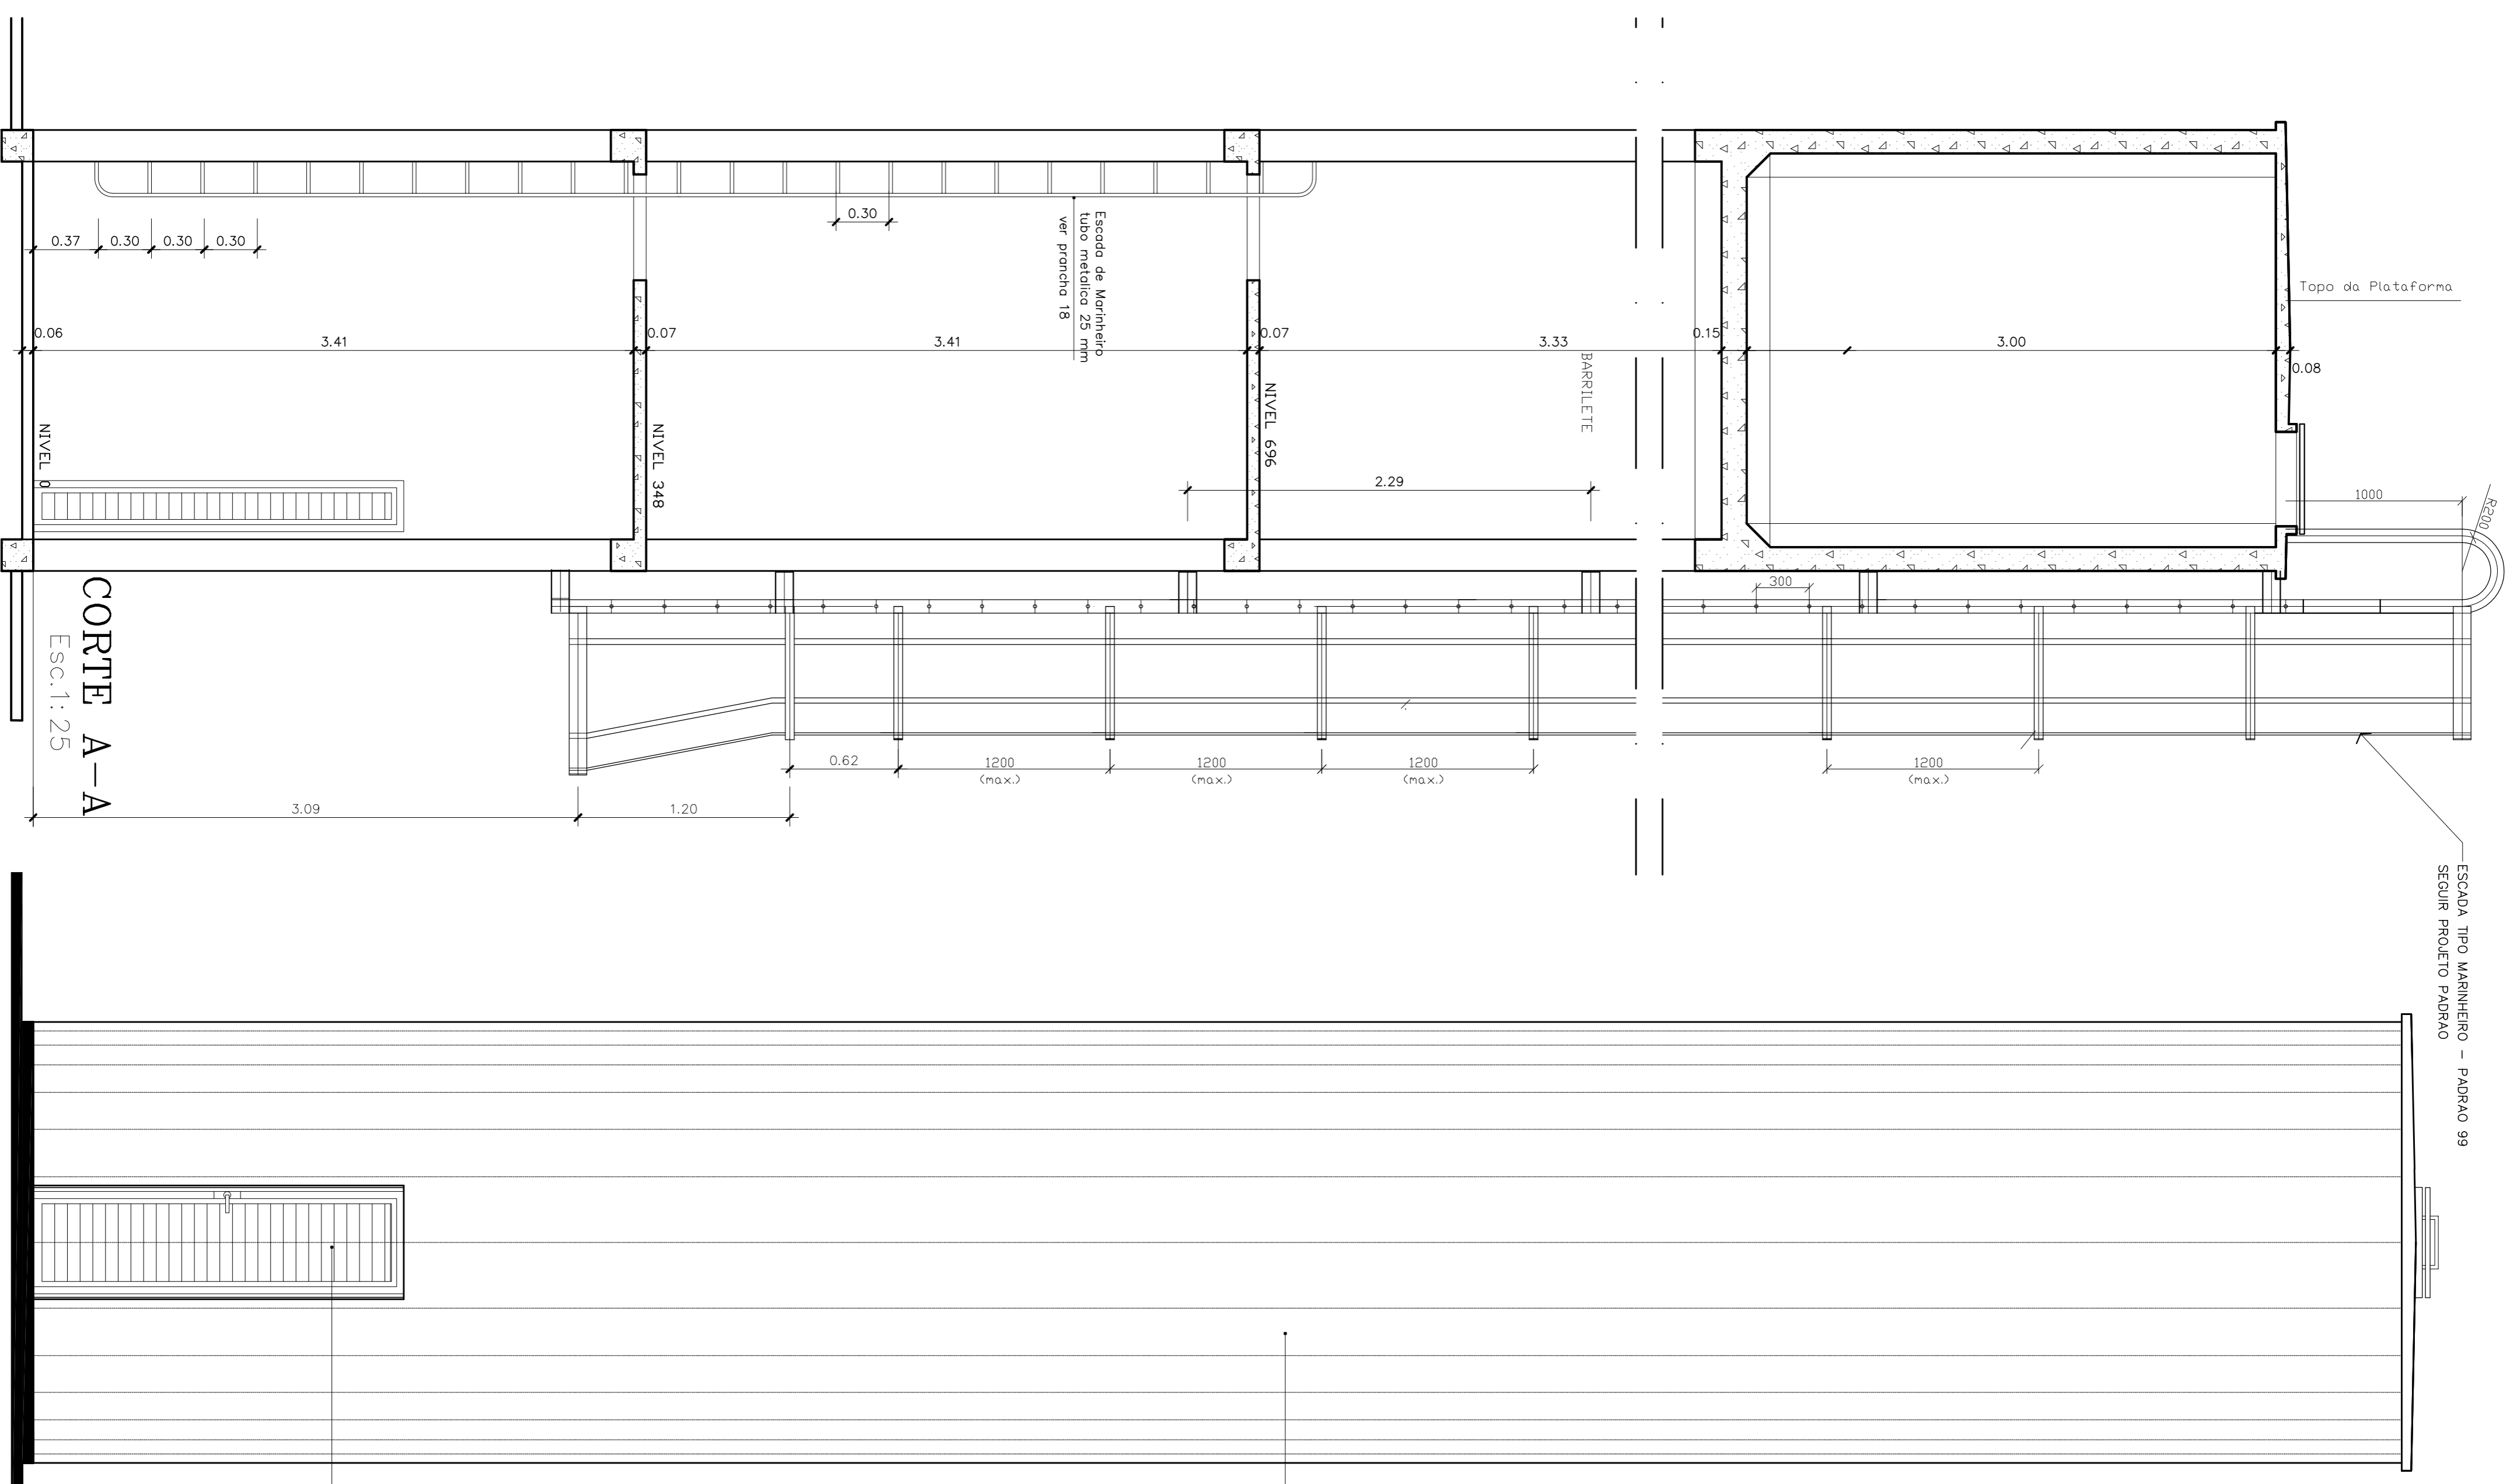 0.37
0.30
0.30
0.30
0.30
Escada de Marinheiro
tubo metalica 25 mm
ver prancha 18
Topo da Plataforma
0.06
3.41
0.07
3.41
0.07
3.33
0.15
3.00
0.08
BARRILETE
NIVEL 0
NIVEL 348
NIVEL 696
2.29
1000
R200
300
CORTE A-A
Esc.1:25
0.62
1200
(max.)
1200
(max.)
1200
(max.)
1200
(max.)
3.09
1.20
ESCADA TIPO MARINHEIRO - PADRAO 99
SEGUIR PROJETO PADRAO